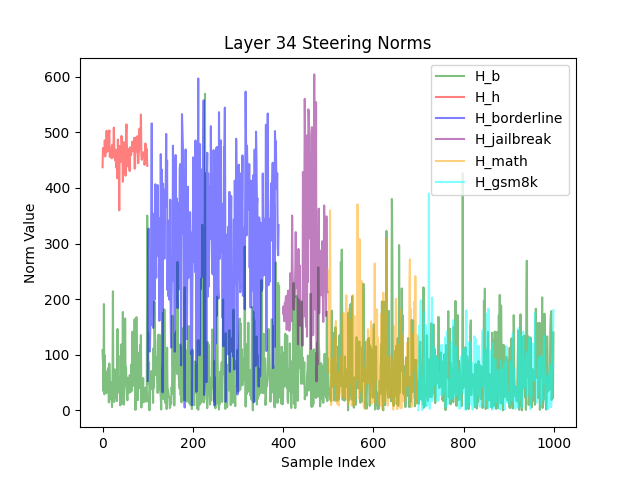 Layer 34 Steering Norms
Norm Value
600
500
400
300
200
100
0
H_b
H_h
H_borderline
H_jailbreak
H_math
H_gsm8k
0 200 400 600 800 1000
Sample Index